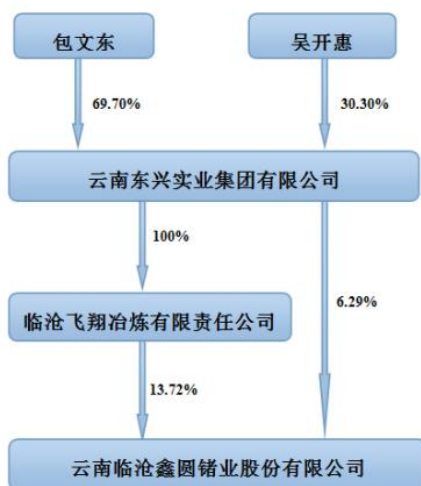 包文东
吴开惠
69.70%
30.30%
云南东兴实业集团有限公司
100%
6.29%
临沧飞翔冶炼有限责任公司
13.72%
云南临沧鑫圆锗业股份有限公司